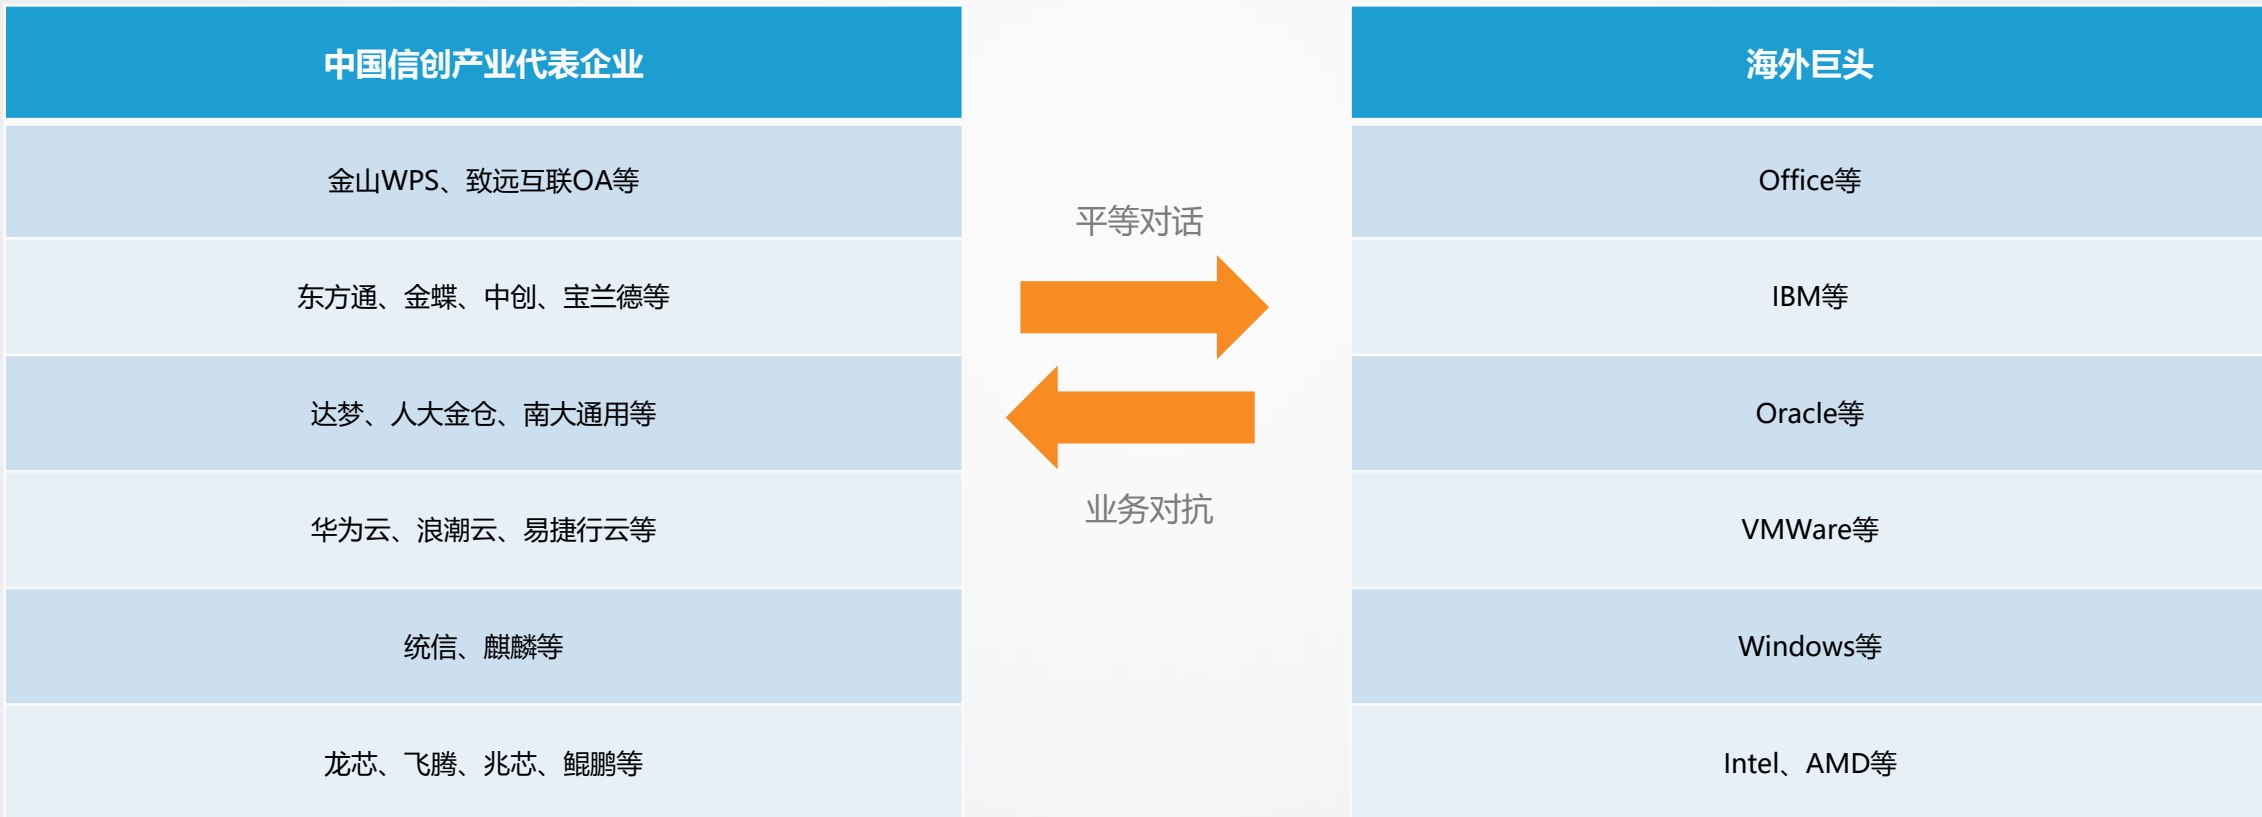 中国信创产业代表企业
海外巨头
金山WPS、致远互联OA等
Office等
平等对话
东方通、金蝶、中创、宝兰德等
IBM等
达梦、人大金仓、南大通用等
Oracle等
业务对抗
华为云、浪潮云、易捷行云等
VMWare等
统信、麒麟等
Windows等
龙芯、飞腾、兆芯、鲲鹏等
Intel、AMD等